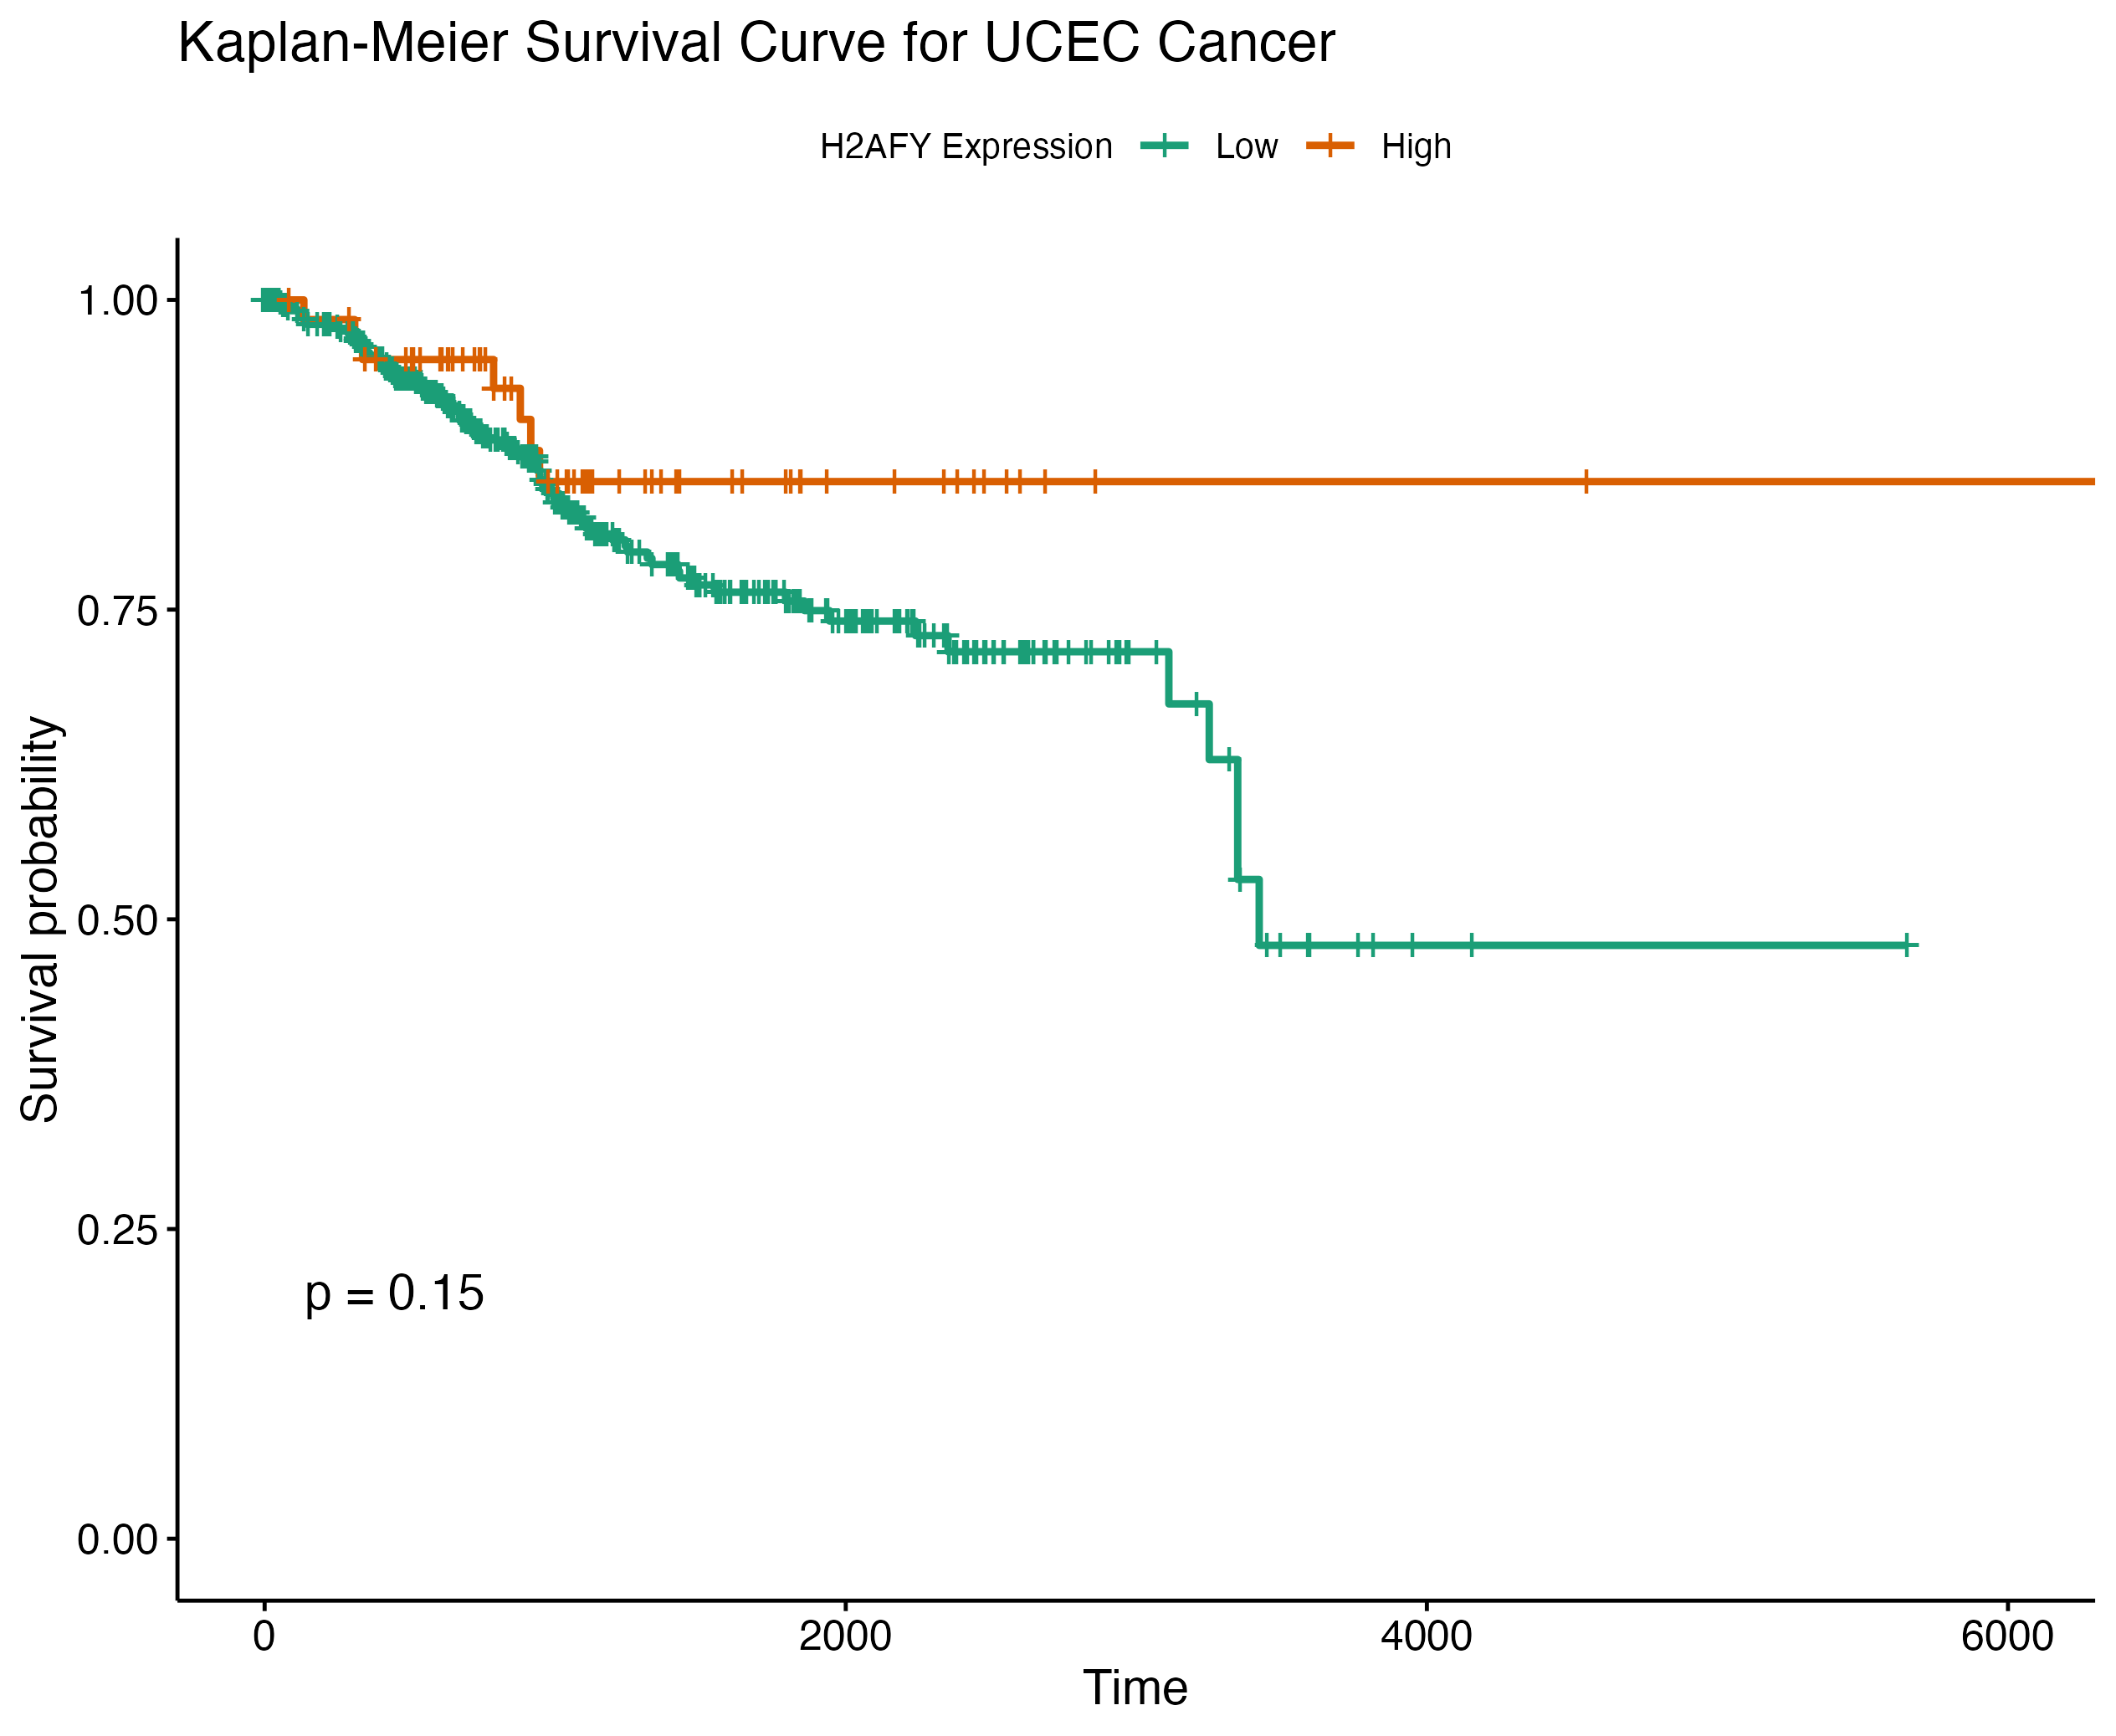 Kaplan-Meier Survival Curve for UCEC Cancer
H2AFY Expression Low High
Survival probability
1.00
0.75
0.50
0.25
0.00
p = 0.15
0 2000 4000 6000
Time